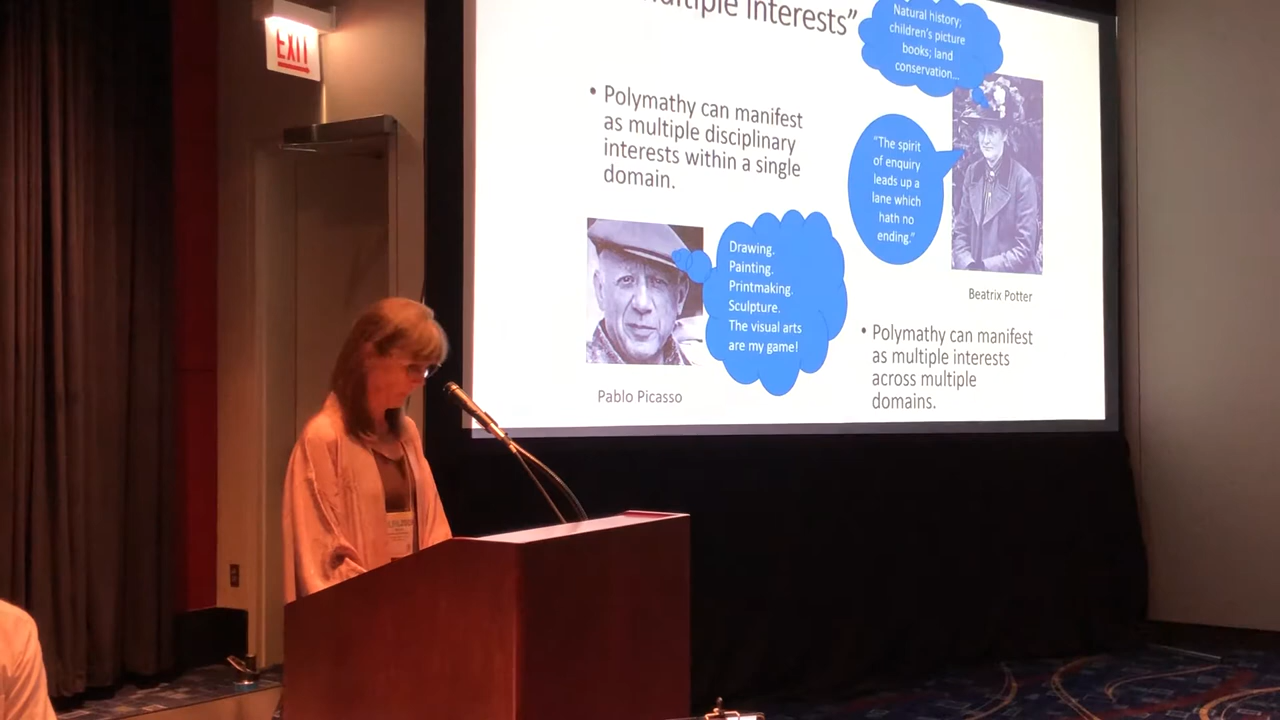 EXIT
multiple interests”
• Polymathy can manifest
as multiple disciplinary
interests within a single
domain.
Drawing.
Painting.
Printmaking.
Sculpture.
The visual arts
are my game!
Pablo Picasso
Natural history;
children’s picture
books; land
conservation...
“The spirit
of enquiry
leads up a
lane which
hath no
ending.”
Beatrix Potter
• Polymathy can manifest
as multiple interests
across multiple
domains.